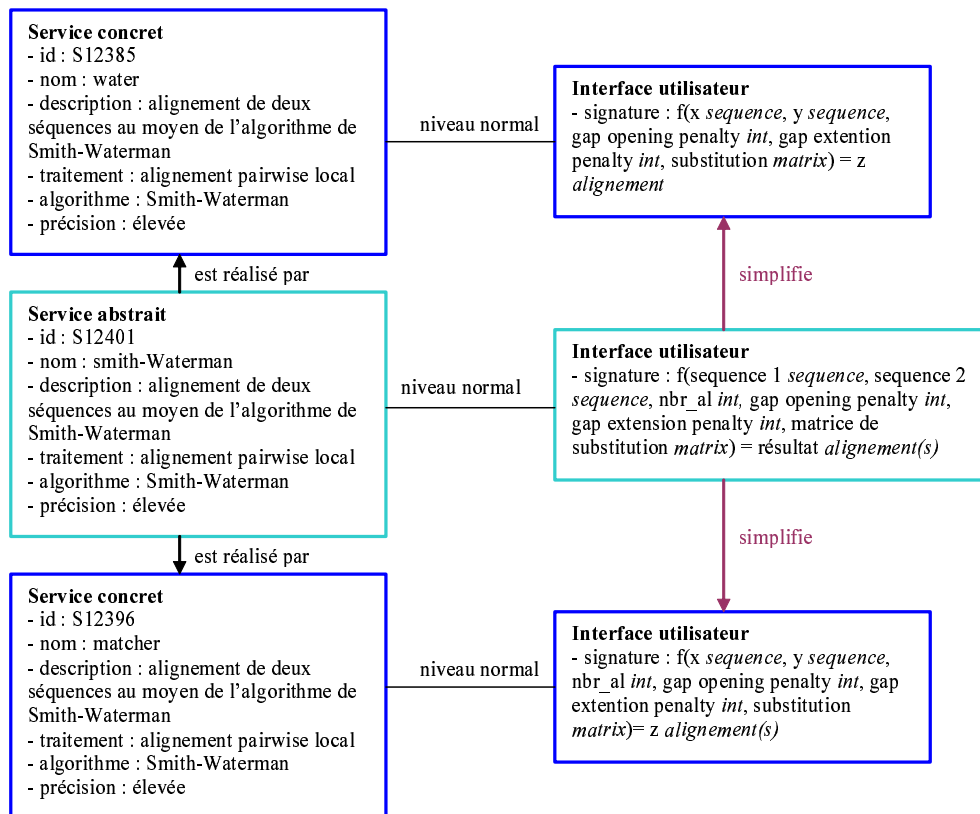 Service concret
- id : S12385
- nom : water
- description : alignement de deux
séquences au moyen de l'algorithme de
Smith-Waterman
- traitement : alignement pairwise local
- algorithme : Smith-Waterman
- précision : élevée
niveau normal
Interface utilisateur
- signature : f(x sequence, y sequence,
gap opening penalty int, gap extention
penalty int, substitution matrix) = z
alignement
est réalisé par
simplifie
Service abstrait
- id : S12401
- nom : smith-Waterman
- description : alignement de deux
séquences au moyen de l'algorithme de
Smith-Waterman
- traitement : alignement pairwise local
- algorithme : Smith-Waterman
- précision : élevée
niveau normal
Interface utilisateur
- signature : f(sequence 1 sequence, sequence 2
sequence, nbr_al int, gap opening penalty int,
gap extension penalty int, matrice de
substitution matrix) = résultat alignement(s)
est réalisé par
simplifie
Service concret
- id : S12396
- nom : matcher
- description : alignement de deux
séquences au moyen de l'algorithme de
Smith-Waterman
- traitement : alignement pairwise local
- algorithme : Smith-Waterman
- précision : élevée
niveau normal
Interface utilisateur
- signature : f(x sequence, y sequence,
nbr_al int, gap opening penalty int, gap
extention penalty int, substitution
matrix)= z alignement(s)